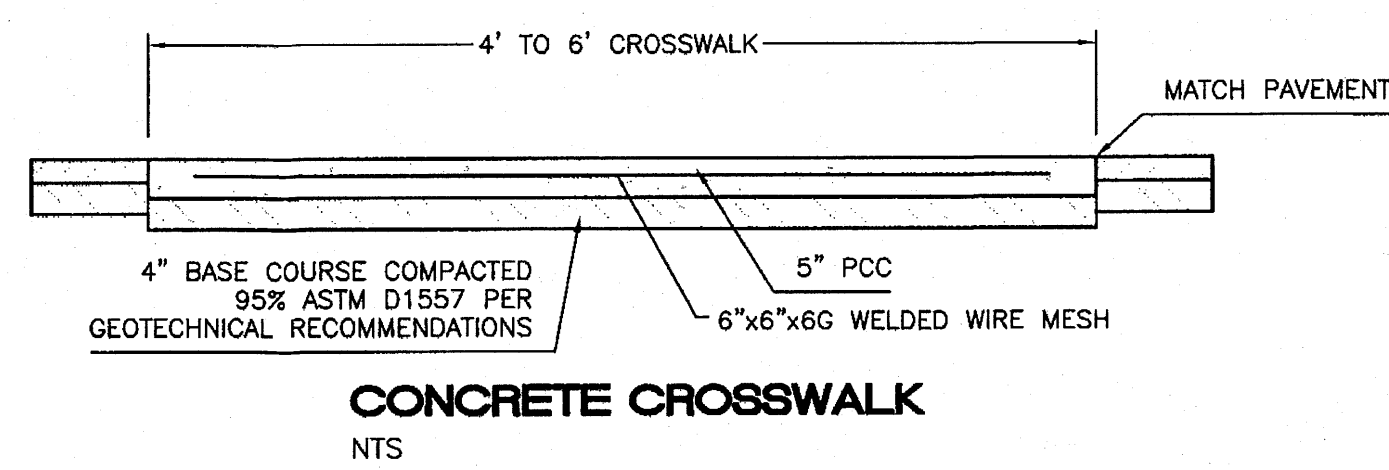 4' TO 6' CROSSWALK
MATCH PAVEMENT
4" BASE COURSE COMPACTED
95% ASTM D1557 PER
GEOTECHNICAL RECOMMENDATIONS
5" PCC
6"x6"x6G WELDED WIRE MESH
CONCRETE CROSSWALK
NTS